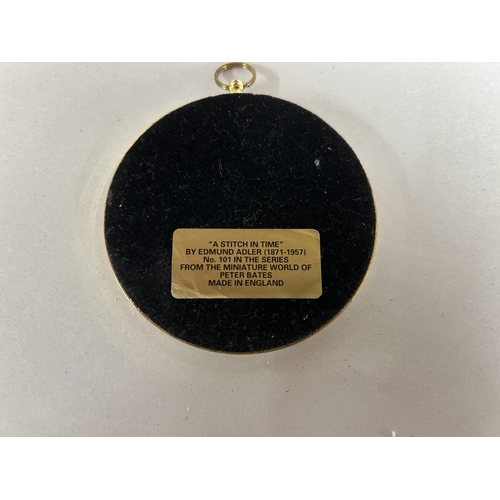 "A STITCH IN TIME"
BY EDMUND ADLER (1871-1957)
No. 101 IN THE SERIES
FROM THE MINIATURE WORLD OF
PETER BATES
MADE IN ENGLAND